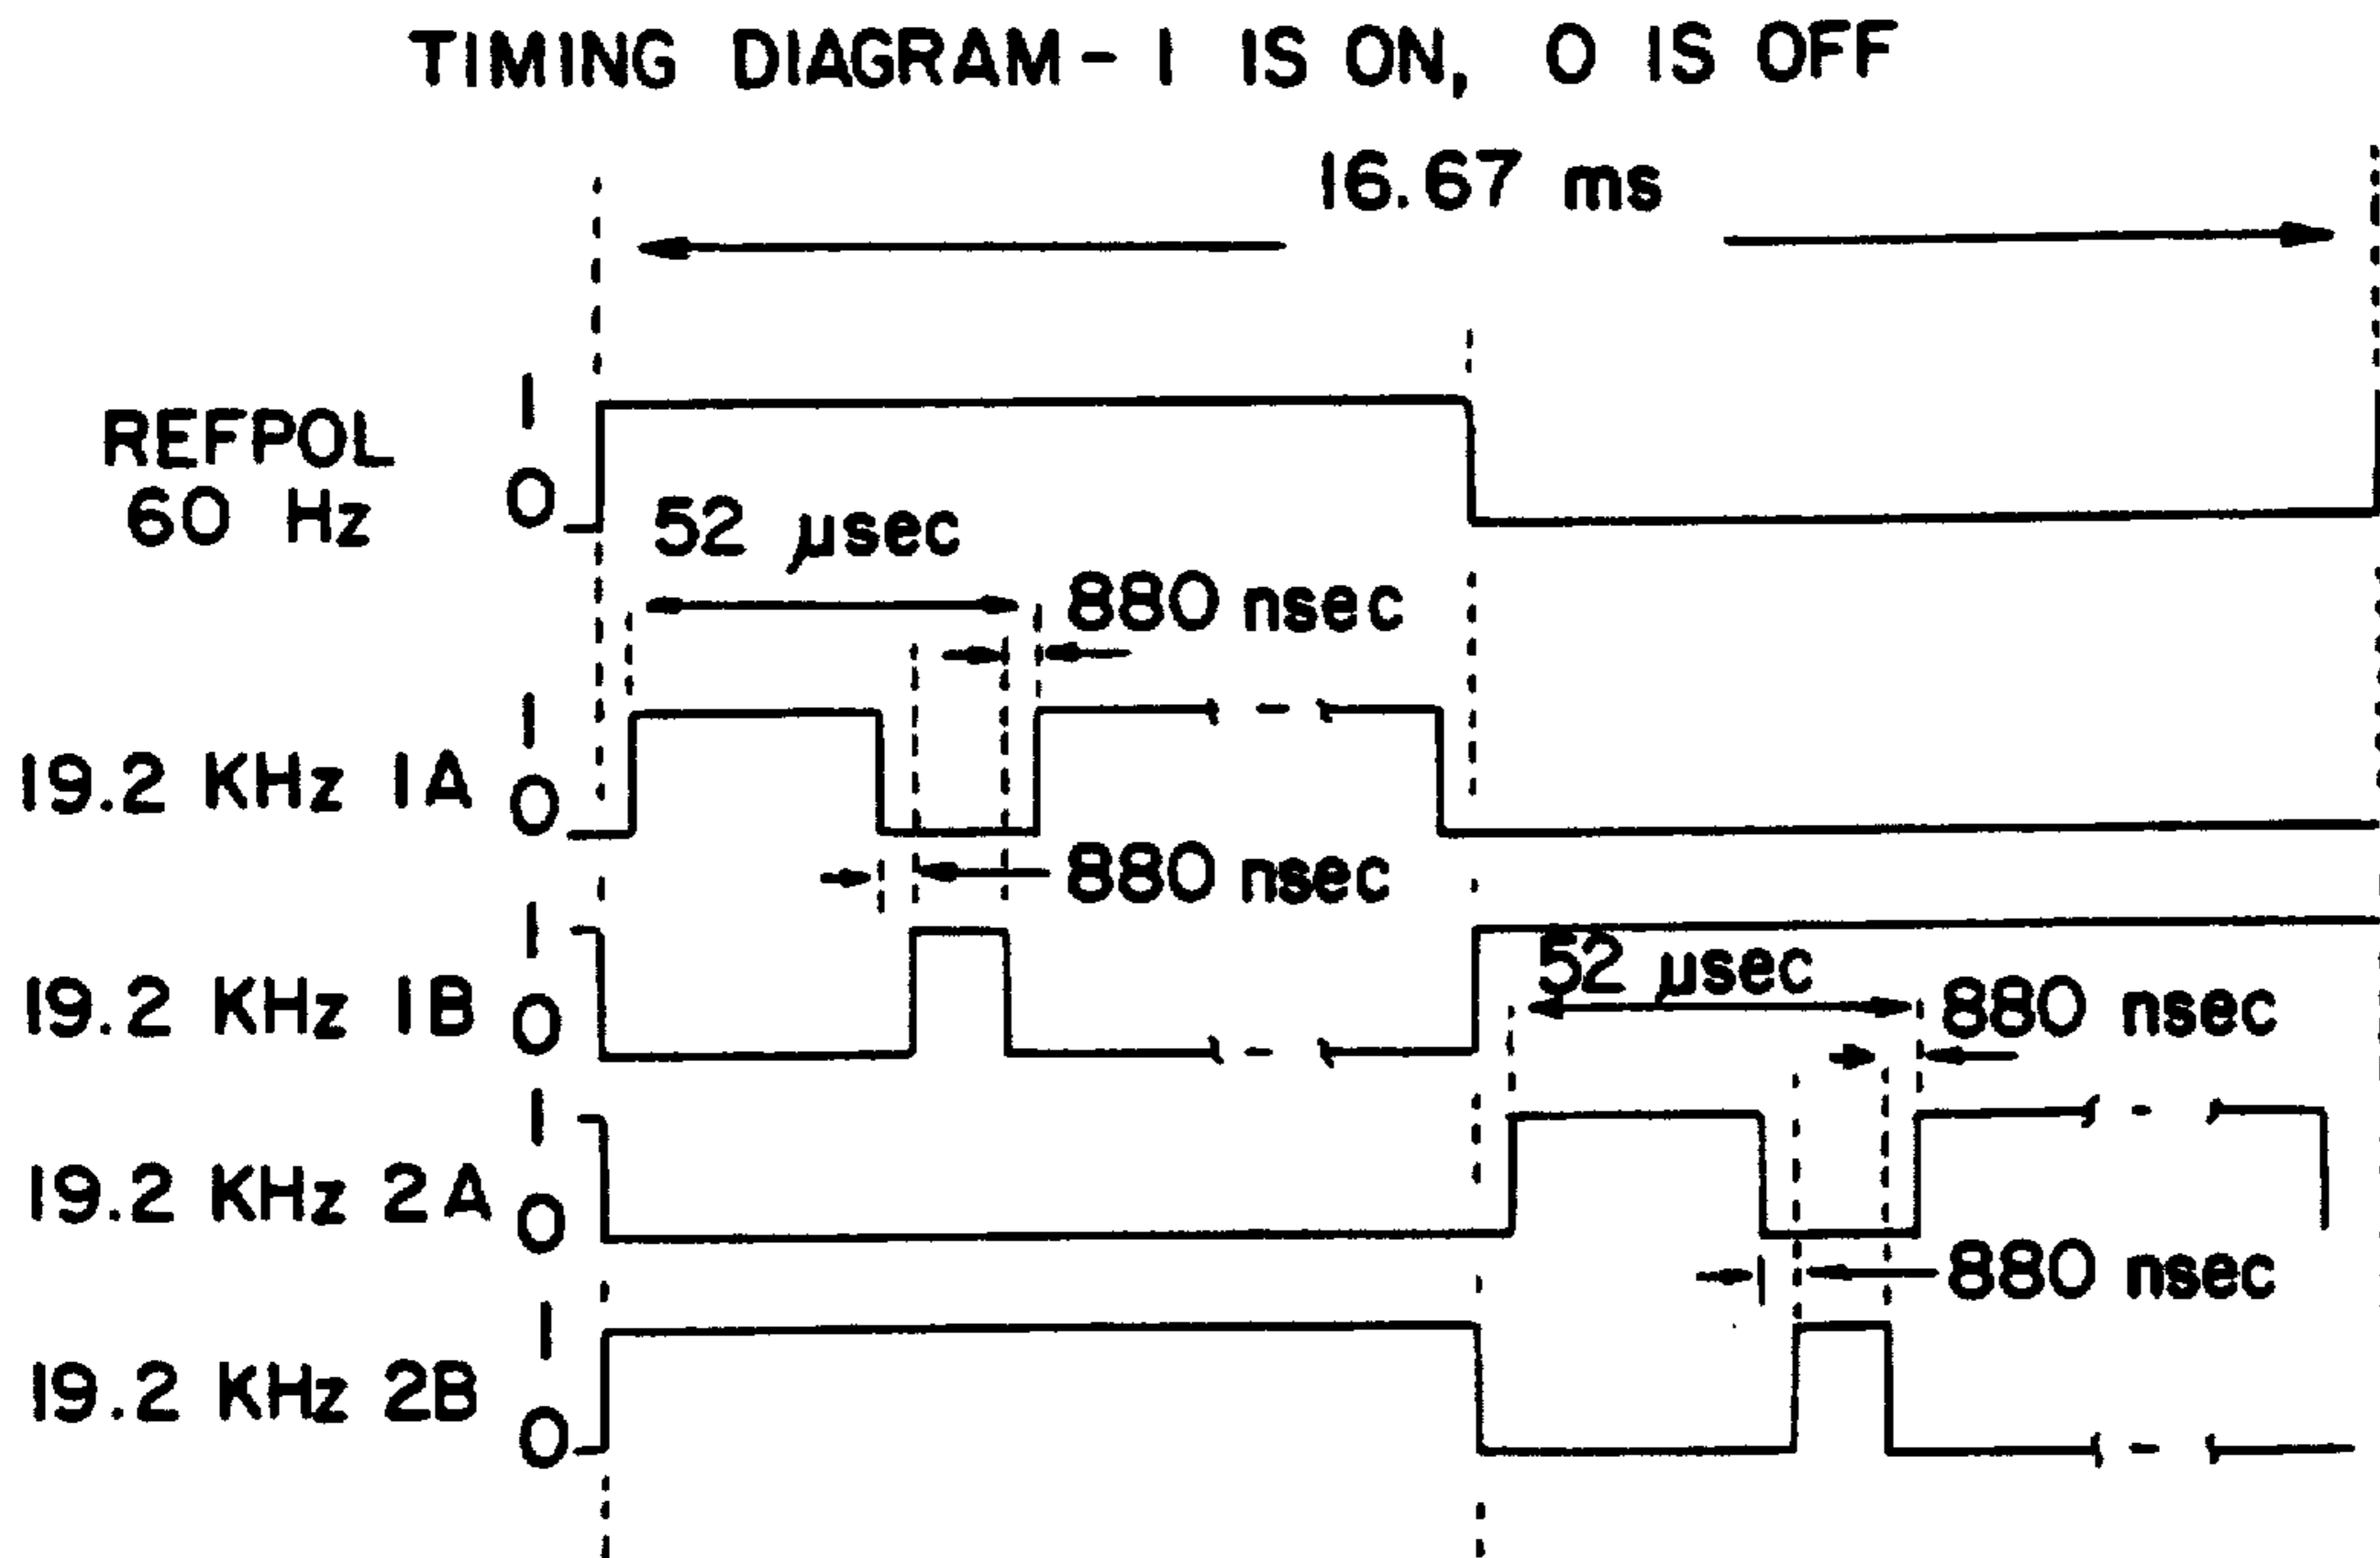 TIMING DIAGRAM - 1 IS ON, 0 IS OFF
16.67 ms
REFPOL
60 Hz
1
0
52 µsec
880 nsec
19.2 KHz 1A
1
0
880 nsec
19.2 KHz 1B
1
0
52 µsec
880 nsec
19.2 KHz 2A
1
0
880 nsec
19.2 KHz 2B
1
0